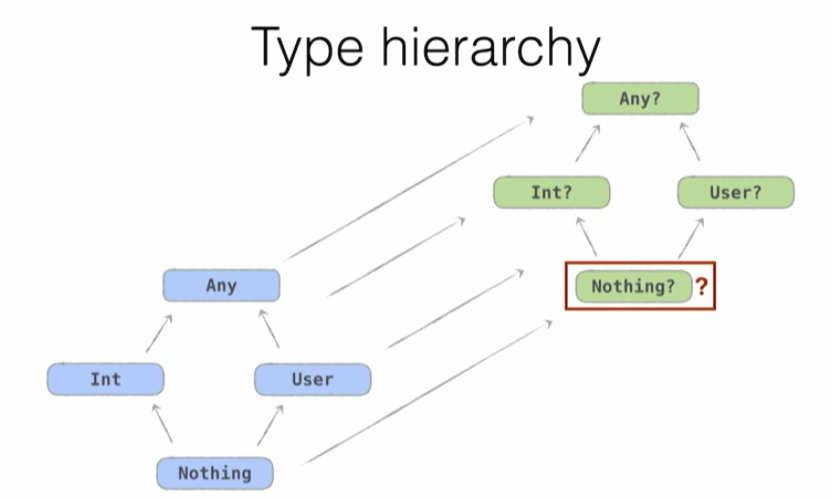 Type hierarchy
Any?
Int?
User?
Nothing? ?
Any
Int
User
Nothing